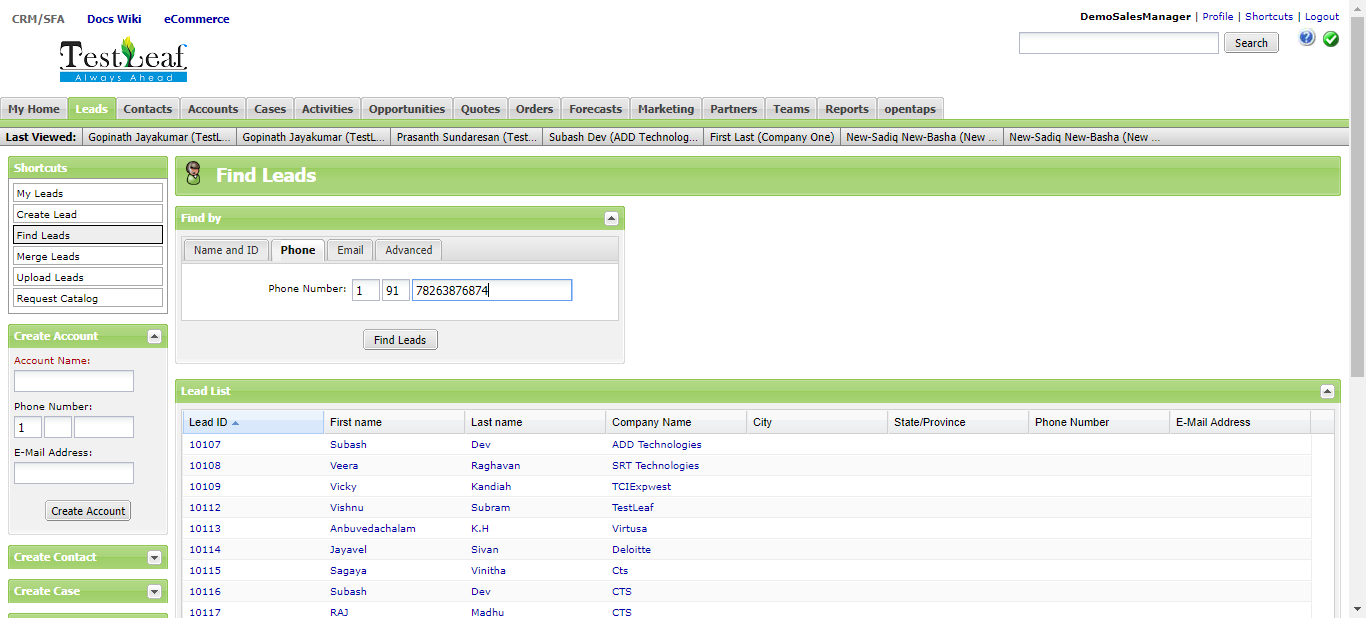 CRM/SFA Docs Wiki eCommerce
DemoSalesManager | Profile | Shortcuts | Logout
TestLeaf
Always Ahead
Search
My Home Leads Contacts Accounts Cases Activities Opportunities Quotes Orders Forecasts Marketing Partners Teams Reports opentaps
Last Viewed: Gopinath Jayakumar (TestL... Gopinath Jayakumar (TestL... Prasanth Sundaresan (Test... Subash Dev (ADD Technolog... First Last (Company One) New-Sadiq New-Basha (New ... New-Sadiq New-Basha (New ...
Shortcuts
My Leads
Create Lead
Find Leads
Merge Leads
Upload Leads
Request Catalog
Create Account
Account Name:
Phone Number:
1
E-Mail Address:
Create Account
Create Contact
Create Case
Find Leads
Find by
Name and ID Phone Email Advanced
Phone Number: 1 91 78263876874
Find Leads
Lead List
Lead ID First name Last name Company Name City State/Province Phone Number E-Mail Address
10107 Subash Dev ADD Technologies
10108 Veera Raghavan SRT Technologies
10109 Vicky Kandiah TCIExpwest
10112 Vishnu Subram TestLeaf
10113 Anbuvedachalam K.H Virtusa
10114 Jayavel Sivan Deloitte
10115 Sagaya Vinitha Cts
10116 Subash Dev CTS
10117 RAJ Madhu CTS